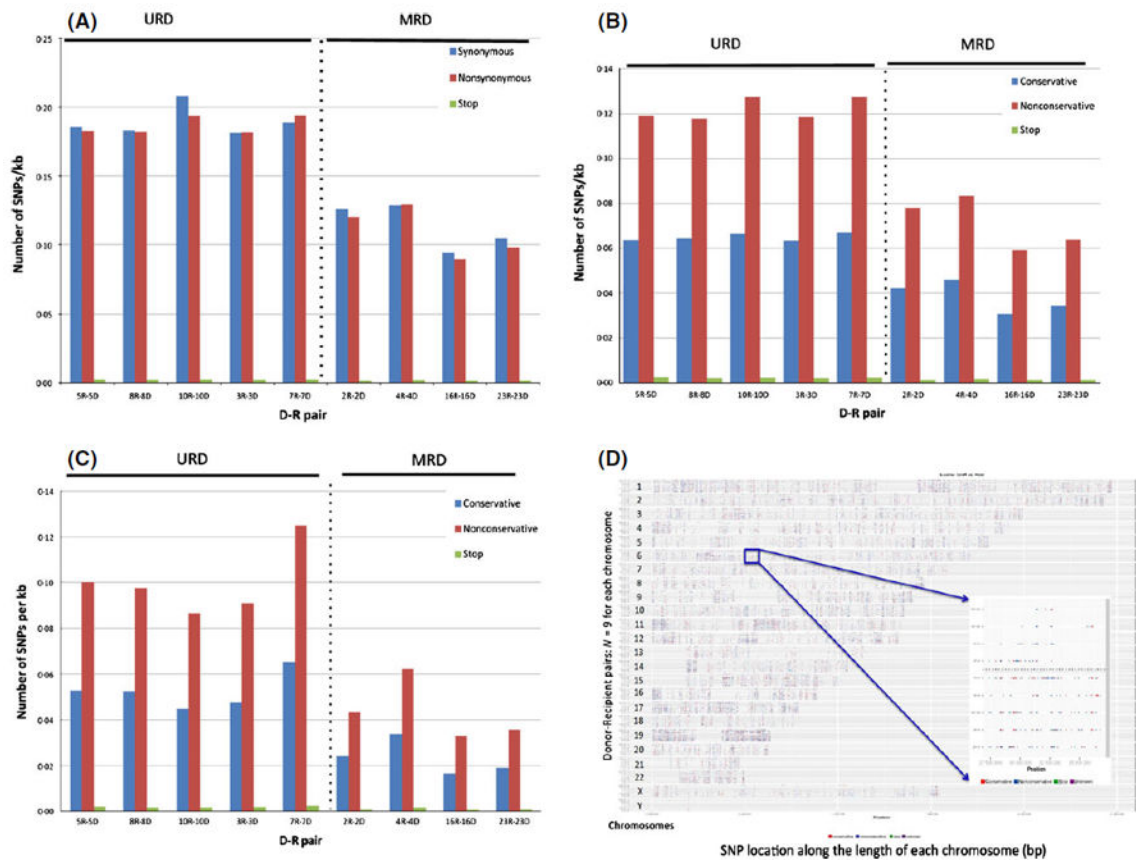 (A)
URD MRD
0·25
0·20
0·15
0·10
0·05
0·00
Number of SNPs/kb
Synonymous
Nonsynonymous
Stop
5R-5D 8R-8D 10R-10D 3R-3D 7R-7D 2R-2D 4R-4D 16R-16D 23R-23D
D-R pair
(B)
URD MRD
0·14
0·12
0·10
0·08
0·06
0·04
0·02
0·00
Number of SNPs/kb
Conservative
Nonconservative
Stop
5R-5D 8R-8D 10R-10D 3R-3D 7R-7D 2R-2D 4R-4D 16R-16D 23R-23D
D-R pair
(C)
URD MRD
0·14
0·12
0·10
0·08
0·06
0·04
0·02
0·00
Number of SNPs per kb
Conservative
Nonconservative
Stop
5R-5D 8R-8D 10R-10D 3R-3D 7R-7D 2R-2D 4R-4D 16R-16D 23R-23D
D-R pair
(D)
Donor-Recipient pairs: N = 9 for each chromosome
1
2
3
4
5
6
7
8
9
10
11
12
13
14
15
16
17
18
19
20
21
22
X
Y
Position
Conservative Nonconservative Stop Unknown
Chromosomes
SNP location along the length of each chromosome (bp)